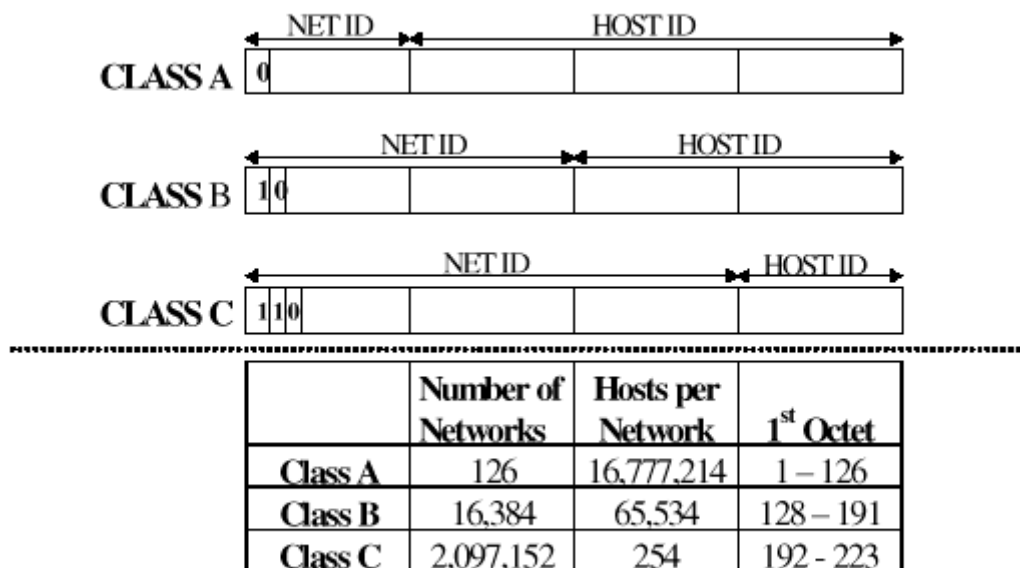 NET ID HOST ID
CLASS A 0
NET ID HOST ID
CLASS B 1 0
NET ID HOST ID
CLASS C 1 1 0
Number of Networks Hosts per Network 1st Octet
Class A 126 16,777,214 1 – 126
Class B 16,384 65,534 128 – 191
Class C 2,097,152 254 192 - 223